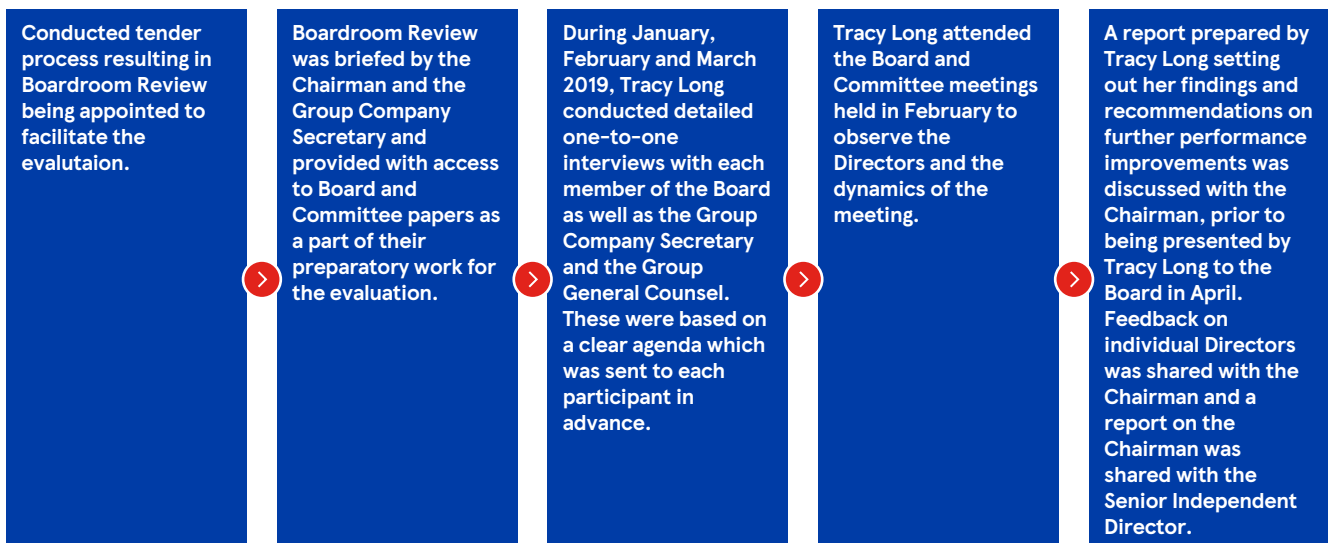 Conducted tender
process resulting in
Boardroom Review
being appointed to
facilitate the
evalutaion.
Boardroom Review
was briefed by the
Chairman and the
Group Company
Secretary and
provided with access
to Board and
Committee papers as
a part of their
preparatory work for
the evaluation.
During January,
February and March
2019, Tracy Long
conducted detailed
one-to-one
interviews with each
member of the Board
as well as the Group
Company Secretary
and the Group
General Counsel.
These were based on
a clear agenda which
was sent to each
participant in
advance.
Tracy Long attended
the Board and
Committee meetings
held in February to
observe the
Directors and the
dynamics of the
meeting.
A report prepared by
Tracy Long setting
out her findings and
recommendations on
further performance
improvements was
discussed with the
Chairman, prior to
being presented by
Tracy Long to the
Board in April.
Feedback on
individual Directors
was shared with the
Chairman and a
report on the
Chairman was
shared with the
Senior Independent
Director.